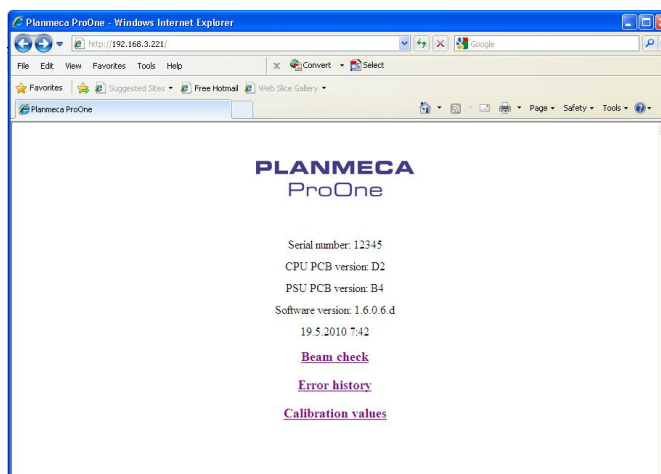 Planmeca ProOne - Windows Internet Explorer
http://192.168.3.221/
Google
File Edit View Favorites Tools Help
x Convert Select
Favorites Suggested Sites Free Hotmail Web Slice Gallery
Planmeca ProOne
Page Safety Tools
PLANMECA
ProOne
Serial number: 12345
CPU PCB version: D2
PSU PCB version: B4
Software version: 1.6.0.6.d
19.5.2010 7:42
Beam check
Error history
Calibration values